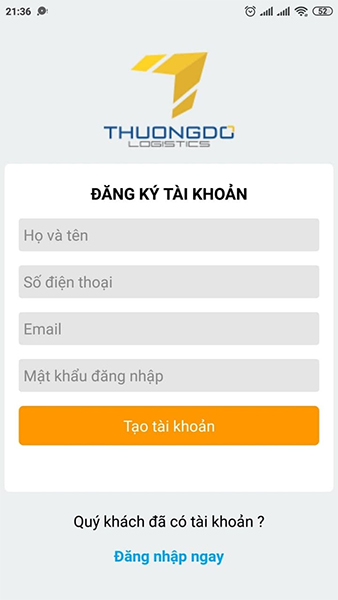 21:36
52
THUONGDO
LOGISTICS
ĐĂNG KÝ TÀI KHOẢN
Họ và tên
Số điện thoại
Email
Mật khẩu đăng nhập
Tạo tài khoản
Quý khách đã có tài khoản ?
Đăng nhập ngay